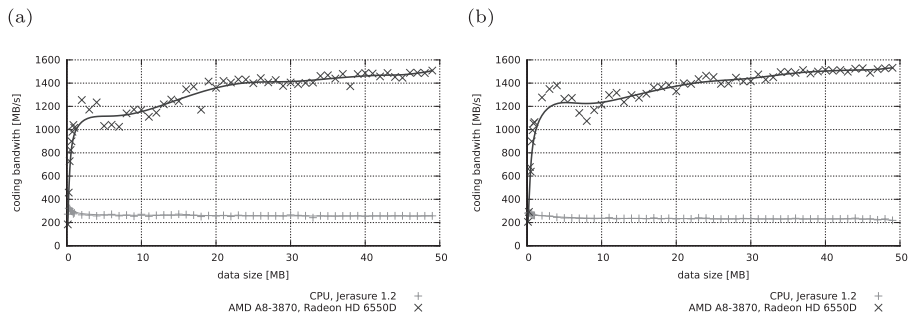 (a)
1600
1400
1200
1000
800
600
400
200
0
coding bandwith [MB/s]
0 10 20 30 40 50
data size [MB]
CPU, Jerasure 1.2
AMD A8-3870, Radeon HD 6550D
(b)
1600
1400
1200
1000
800
600
400
200
0
coding bandwith [MB/s]
0 10 20 30 40 50
data size [MB]
CPU, Jerasure 1.2
AMD A8-3870, Radeon HD 6550D